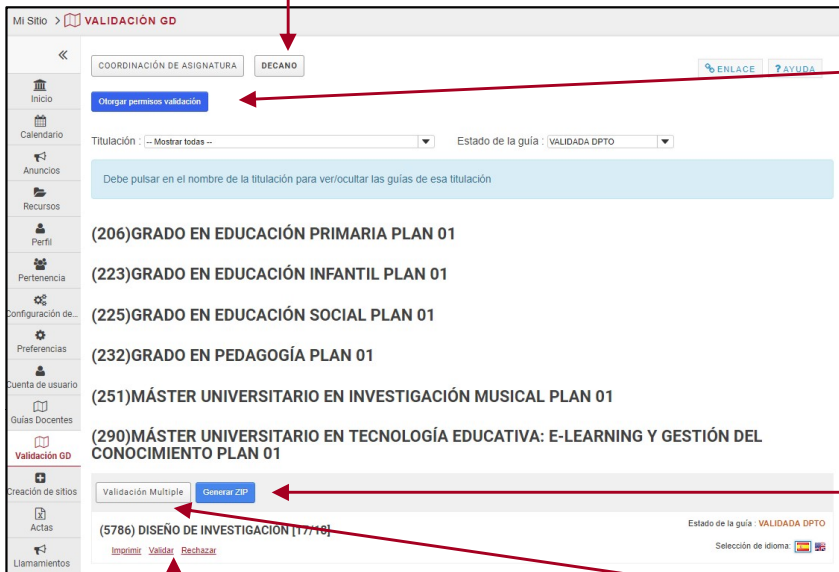 Mi Sitio > VALIDACIÓN GD
«
COORDINACIÓN DE ASIGNATURA
DECANO
ENLACE
? AYUDA
Otorgar permisos validación
Titulación : -- Mostrar todas --
Estado de la guía : VALIDADA DPTO
Debe pulsar en el nombre de la titulación para ver/ocultar las guías de esa titulación
Inicio
Calendario
Anuncios
Recursos
Perfil
Pertenencia
Configuración de...
Preferencias
Cuenta de usuario
Guías Docentes
Validación GD
Creación de sitios
Actas
Llamamientos
(206)GRADO EN EDUCACIÓN PRIMARIA PLAN 01
(223)GRADO EN EDUCACIÓN INFANTIL PLAN 01
(225)GRADO EN EDUCACIÓN SOCIAL PLAN 01
(232)GRADO EN PEDAGOGÍA PLAN 01
(251)MÁSTER UNIVERSITARIO EN INVESTIGACIÓN MUSICAL PLAN 01
(290)MÁSTER UNIVERSITARIO EN TECNOLOGÍA EDUCATIVA: E-LEARNING Y GESTIÓN DEL
CONOCIMIENTO PLAN 01
Validación Multiple
Generar ZIP
(5786) DISEÑO DE INVESTIGACIÓN [17/18]
Estado de la guía : VALIDADA DPTO
Imprimir Validar Rechazar
Selección de idioma: